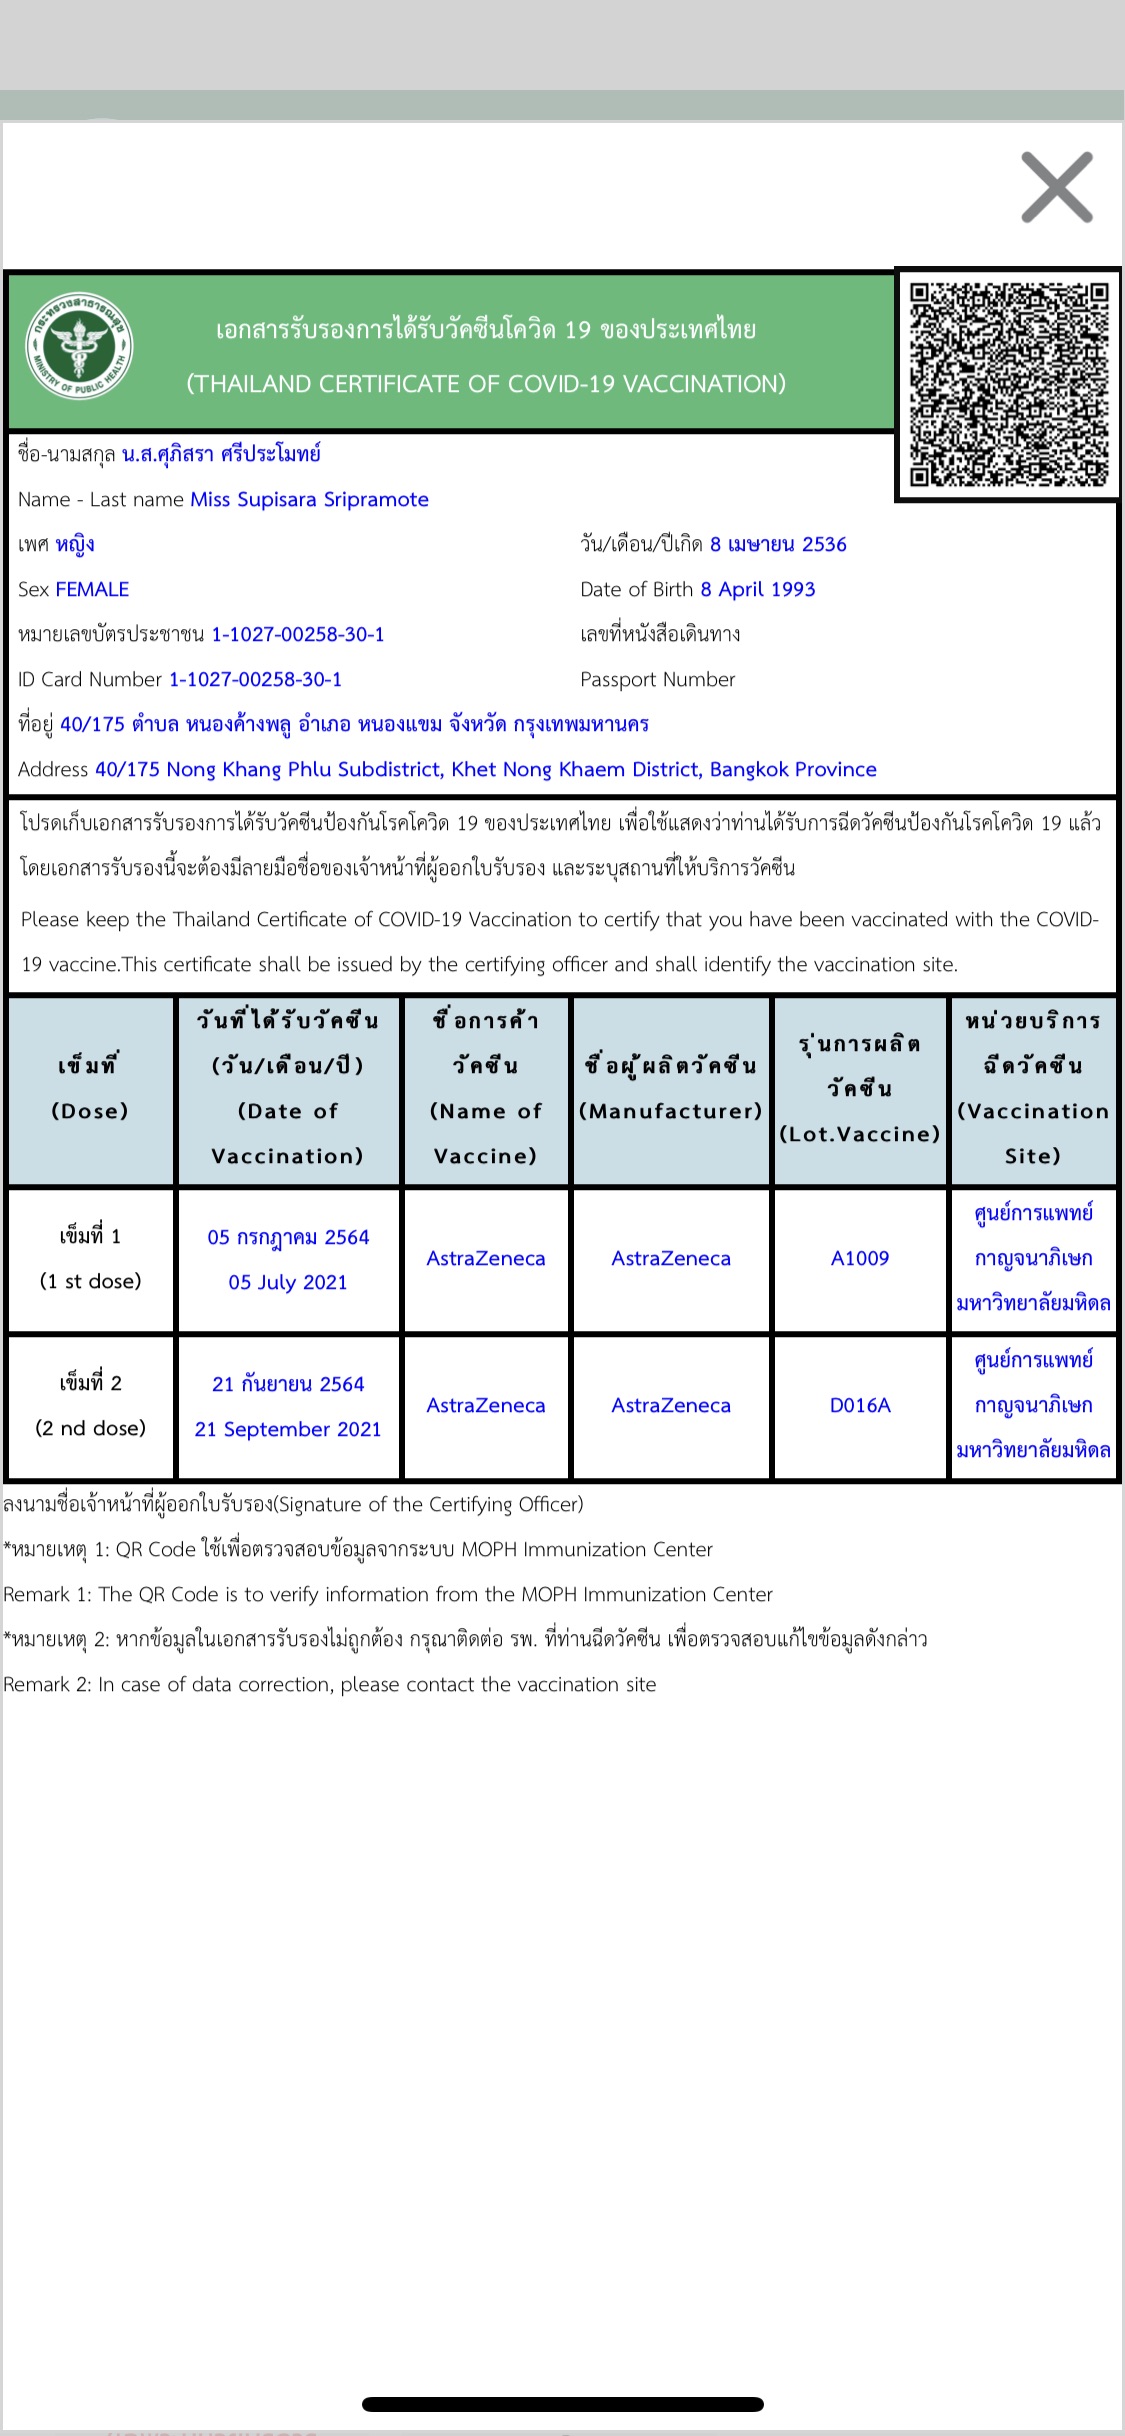 กระทรวงสาธารณสุข
MINISTRY OF PUBLIC HEALTH
เอกสารรับรองการได้รับวัคซีนโควิด 19 ของประเทศไทย
(THAILAND CERTIFICATE OF COVID-19 VACCINATION)
ชื่อ-นามสกุล น.ส.ศุภิสรา ศรีประโมทย์
Name - Last name Miss Supisara Sripramote
เพศ หญิง วัน/เดือน/ปีเกิด 8 เมษายน 2536
Sex FEMALE Date of Birth 8 April 1993
หมายเลขบัตรประชาชน 1-1027-00258-30-1 เลขที่หนังสือเดินทาง
ID Card Number 1-1027-00258-30-1 Passport Number
ที่อยู่ 40/175 ตำบล หนองค้างพลู อำเภอ หนองแขม จังหวัด กรุงเทพมหานคร
Address 40/175 Nong Khang Phlu Subdistrict, Khet Nong Khaem District, Bangkok Province
โปรดเก็บเอกสารรับรองการได้รับวัคซีนป้องกันโรคโควิด 19 ของประเทศไทย เพื่อใช้แสดงว่าท่านได้รับการฉีดวัคซีนป้องกันโรคโควิด 19 แล้ว
โดยเอกสารรับรองนี้จะต้องมีลายมือชื่อของเจ้าหน้าที่ผู้ออกใบรับรอง และระบุสถานที่ให้บริการวัคซีน
Please keep the Thailand Certificate of COVID-19 Vaccination to certify that you have been vaccinated with the COVID-
19 vaccine.This certificate shall be issued by the certifying officer and shall identify the vaccination site.
เข็มที่
(Dose)
วันที่ได้รับวัคซีน
(วัน/เดือน/ปี)
(Date of
Vaccination)
ชื่อการค้า
วัคซีน
(Name of
Vaccine)
ชื่อผู้ผลิตวัคซีน
(Manufacturer)
รุ่นการผลิต
วัคซีน
(Lot.Vaccine)
หน่วยบริการ
ฉีดวัคซีน
(Vaccination
Site)
เข็มที่ 1
(1 st dose)
05 กรกฎาคม 2564
05 July 2021
AstraZeneca
AstraZeneca
A1009
ศูนย์การแพทย์
กาญจนาภิเษก
มหาวิทยาลัยมหิดล
เข็มที่ 2
(2 nd dose)
21 กันยายน 2564
21 September 2021
AstraZeneca
AstraZeneca
D016A
ศูนย์การแพทย์
กาญจนาภิเษก
มหาวิทยาลัยมหิดล
ลงนามชื่อเจ้าหน้าที่ผู้ออกใบรับรอง(Signature of the Certifying Officer)
*หมายเหตุ 1: QR Code ใช้เพื่อตรวจสอบข้อมูลจากระบบ MOPH Immunization Center
Remark 1: The QR Code is to verify information from the MOPH Immunization Center
*หมายเหตุ 2: หากข้อมูลในเอกสารรับรองไม่ถูกต้อง กรุณาติดต่อ รพ. ที่ท่านฉีดวัคซีน เพื่อตรวจสอบแก้ไขข้อมูลดังกล่าว
Remark 2: In case of data correction, please contact the vaccination site